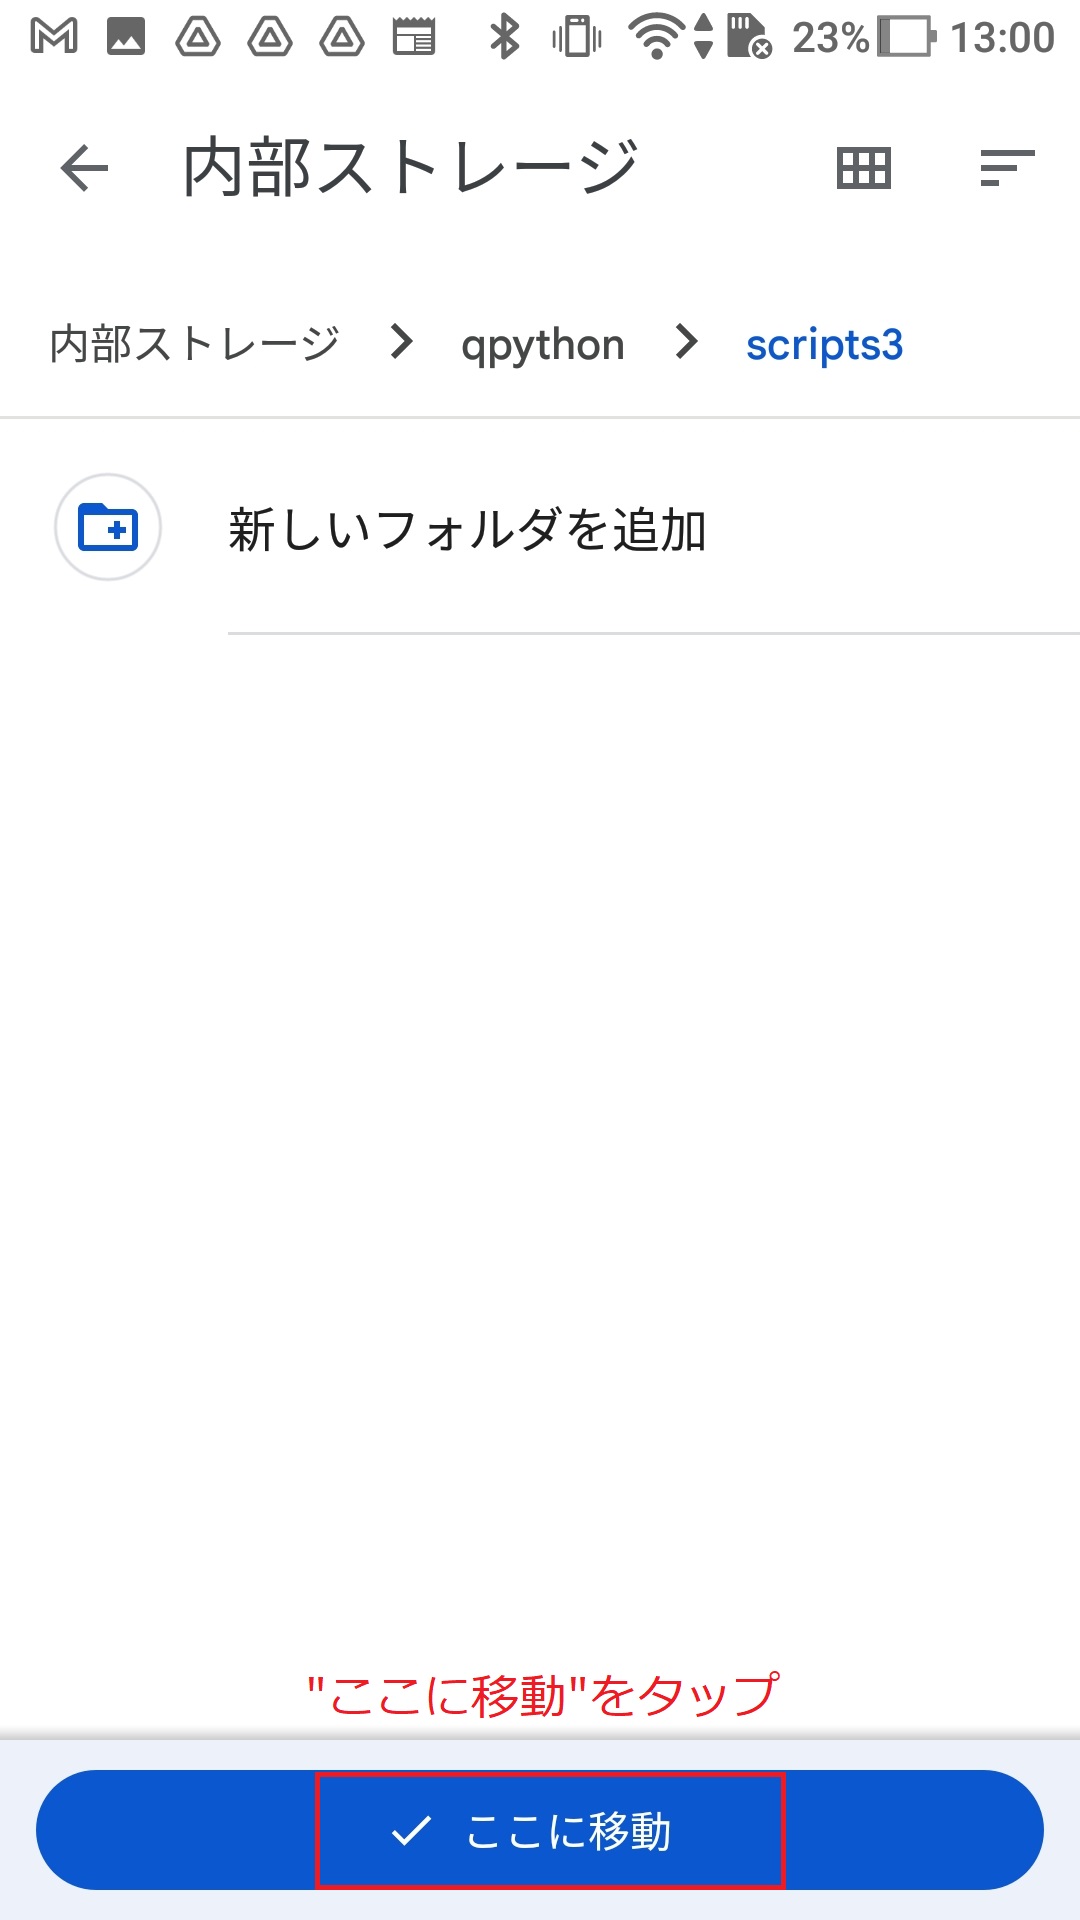 23% 13:00
内部ストレージ
内部ストレージ > qpython > scripts3
新しいフォルダを追加
"ここに移動"をタップ
ここに移動